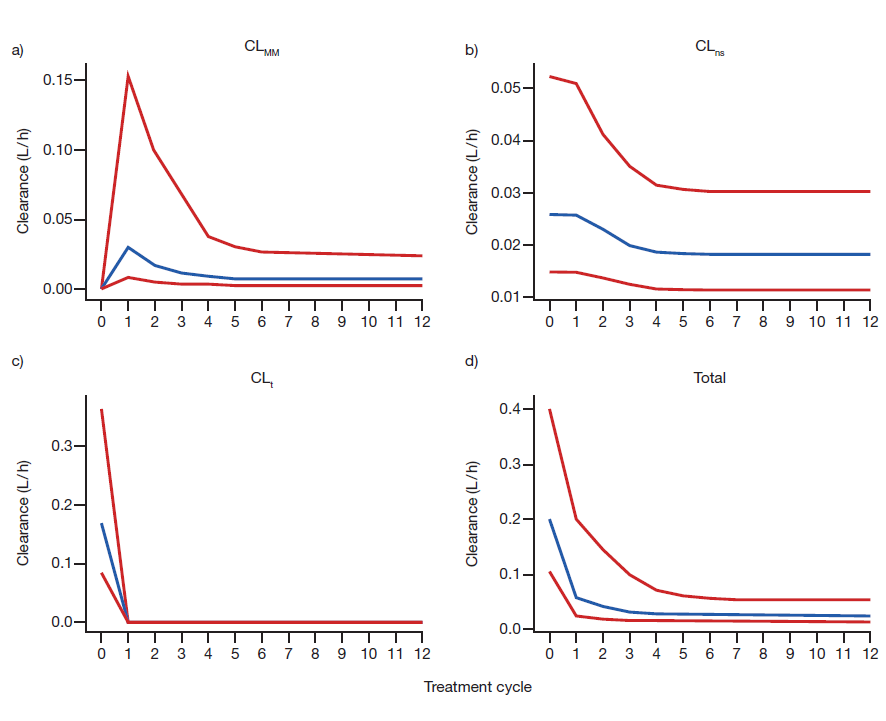 a)
CLMM
Clearance (L/h)
0.15
0.10
0.05
0.00
0 1 2 3 4 5 6 7 8 9 10 11 12
b)
CLns
Clearance (L/h)
0.05
0.04
0.03
0.02
0.01
0 1 2 3 4 5 6 7 8 9 10 11 12
c)
CLt
Clearance (L/h)
0.3
0.2
0.1
0.0
0 1 2 3 4 5 6 7 8 9 10 11 12
d)
Total
Clearance (L/h)
0.4
0.3
0.2
0.1
0.0
0 1 2 3 4 5 6 7 8 9 10 11 12
Treatment cycle